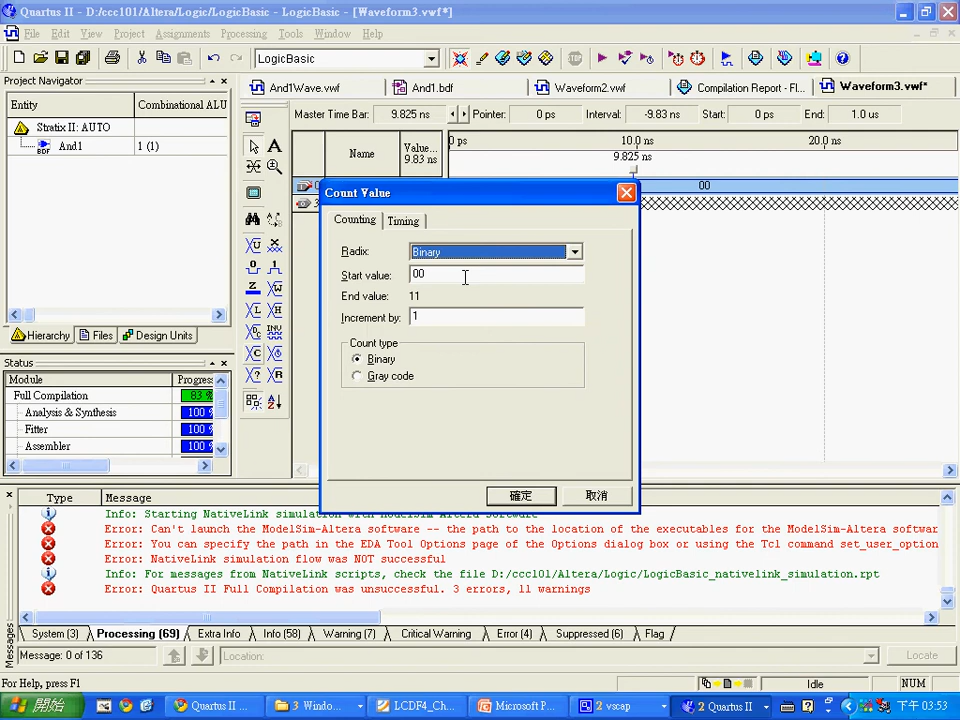 Quartus II - D:/ccc101/Altera/Logic/LogicBasic - LogicBasic - [Waveform3.vwf*]
File Edit View Project Assignments Processing Tools Window Help
LogicBasic
Project Navigator
And1Wave.vwf
And1.bdf
Waveform2.vwf
Compilation Report - Fl...
Waveform3.vwf*
Entity
Combinational ALU
Stratix II: AUTO
And1
1 (1)
Master Time Bar:
9.825 ns
Pointer:
0 ps
Interval:
-9.83 ns
Start:
0 ps
End:
1.0 us
Name
Value...
9.83 ns
0 ps
10.0 ns
20.0 ns
9.825 ns
00
Count Value
Counting
Timing
Radix:
Binary
Start value:
00
End value:
11
Increment by:
1
Count type
Binary
Gray code
確定
取消
Hierarchy
Files
Design Units
Status
Module
Progress
Full Compilation
83 %
Analysis & Synthesis
100 %
Fitter
100 %
Assembler
100 %
Type
Message
Info: Starting NativeLink simulation with ModelSim-Altera software
Error: Can't launch the ModelSim-Altera software -- the path to the location of the executables for the ModelSim-Altera softwar
Error: You can specify the path in the EDA Tool Options page of the Options dialog box or using the Tcl command set_user_option
Error: NativeLink simulation flow was NOT successful
Info: For messages from NativeLink scripts, check the file D:/ccc101/Altera/Logic/LogicBasic_nativelink_simulation.rpt
Error: Quartus II Full Compilation was unsuccessful. 3 errors, 11 warnings
System (3)
Processing (69)
Extra Info
Info (58)
Warning (7)
Critical Warning
Error (4)
Suppressed (6)
Flag
Messages
Message: 0 of 136
Location:
Locate
For Help, press F1
Idle
NUM
開始
Quartus II ...
3 Windo...
LCDF4_Ch...
Microsoft P...
2 vscap
2 Quartus II
下午 03:53